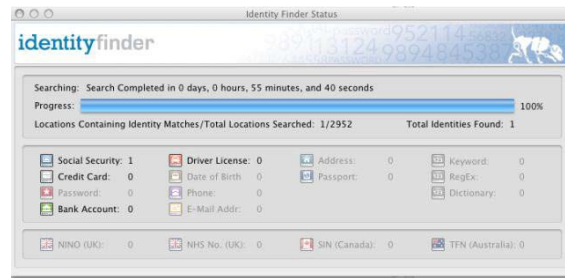 Identity Finder Status
identityfinder
Searching: Search Completed in 0 days, 0 hours, 55 minutes, and 40 seconds
Progress: 100%
Locations Containing Identity Matches/Total Locations Searched: 1/2952 Total Identities Found: 1
Social Security: 1 Driver License: 0 Address: 0 Keyword: 0
Credit Card: 0 Date of Birth 0 Passport: 0 RegEx: 0
Password: 0 Phone: 0 Dictionary: 0
Bank Account: 0 E-Mail Addr: 0
NINO (UK): 0 NHS No. (UK): 0 SIN (Canada): 0 TFN (Australia): 0